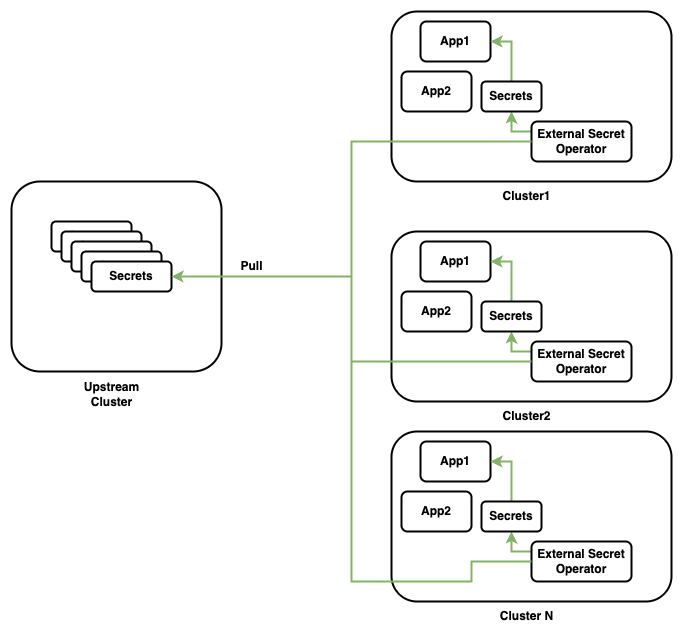 App1
App2
Secrets
External Secret
Operator
Cluster1
Secrets
Pull
Upstream
Cluster
App1
App2
Secrets
External Secret
Operator
Cluster2
App1
App2
Secrets
External Secret
Operator
Cluster N